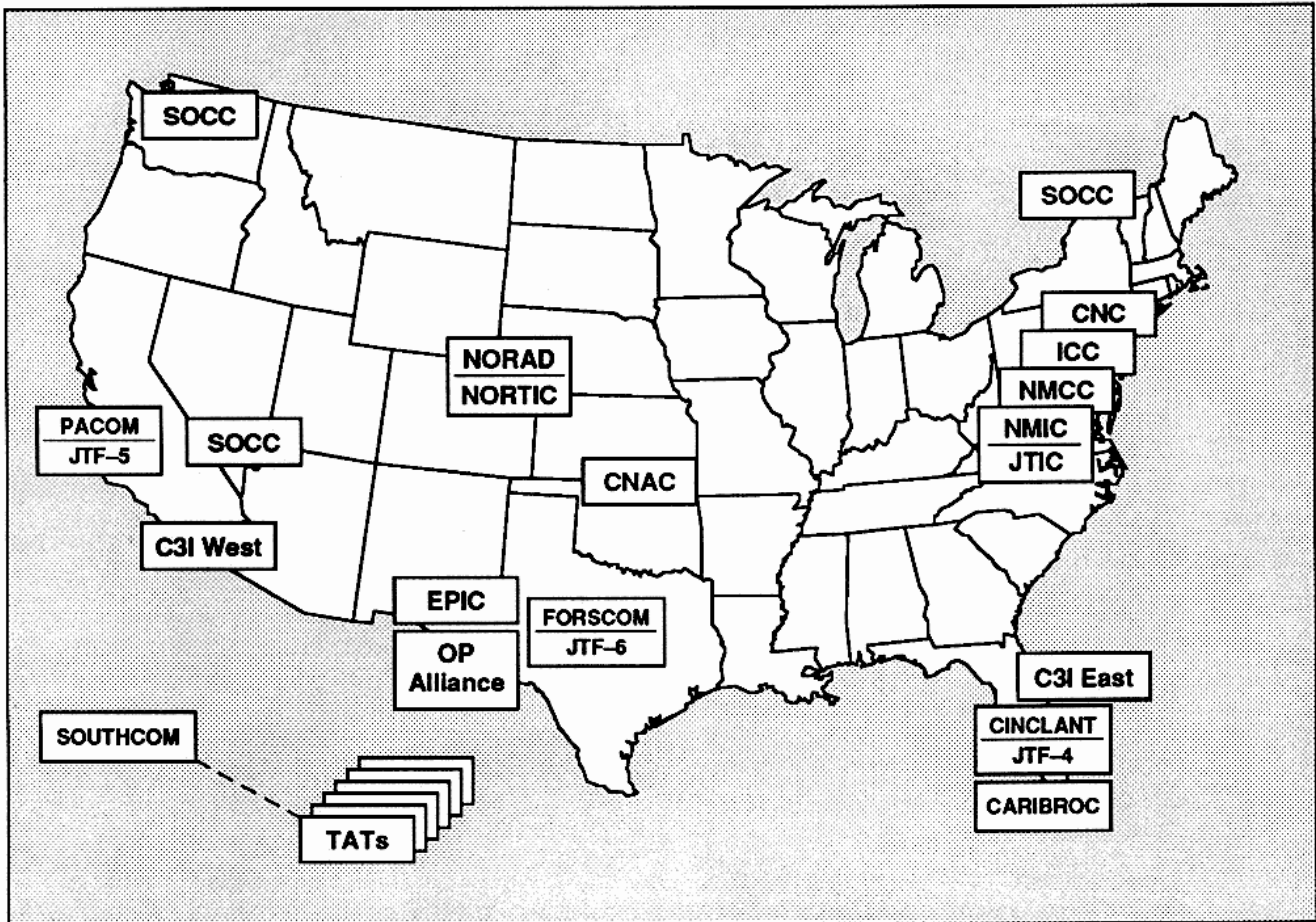 SOCC
SOCC
CNC
ICC
NORAD
NORTIC
NMCC
NMIC
JTIC
PACOM
JTF–5
SOCC
CNAC
C3I West
EPIC
FORSCOM
JTF–6
OP
Alliance
C3I East
SOUTHCOM
CINCLANT
JTF–4
CARIBROC
TATs